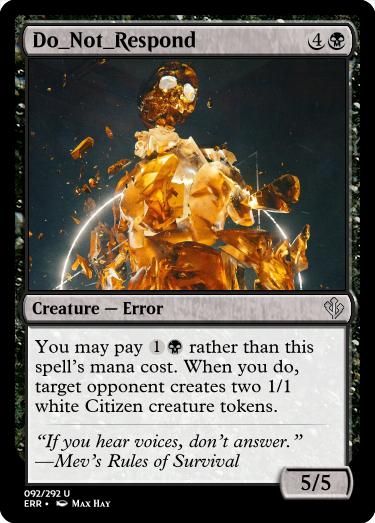 Do_Not_Respond 4
Creature — Error
You may pay 1 rather than this
spell's mana cost. When you do,
target opponent creates two 1/1
white Citizen creature tokens.
“If you hear voices, don't answer.”
—Mev's Rules of Survival
5/5
092/292 U
ERR • Max Hay